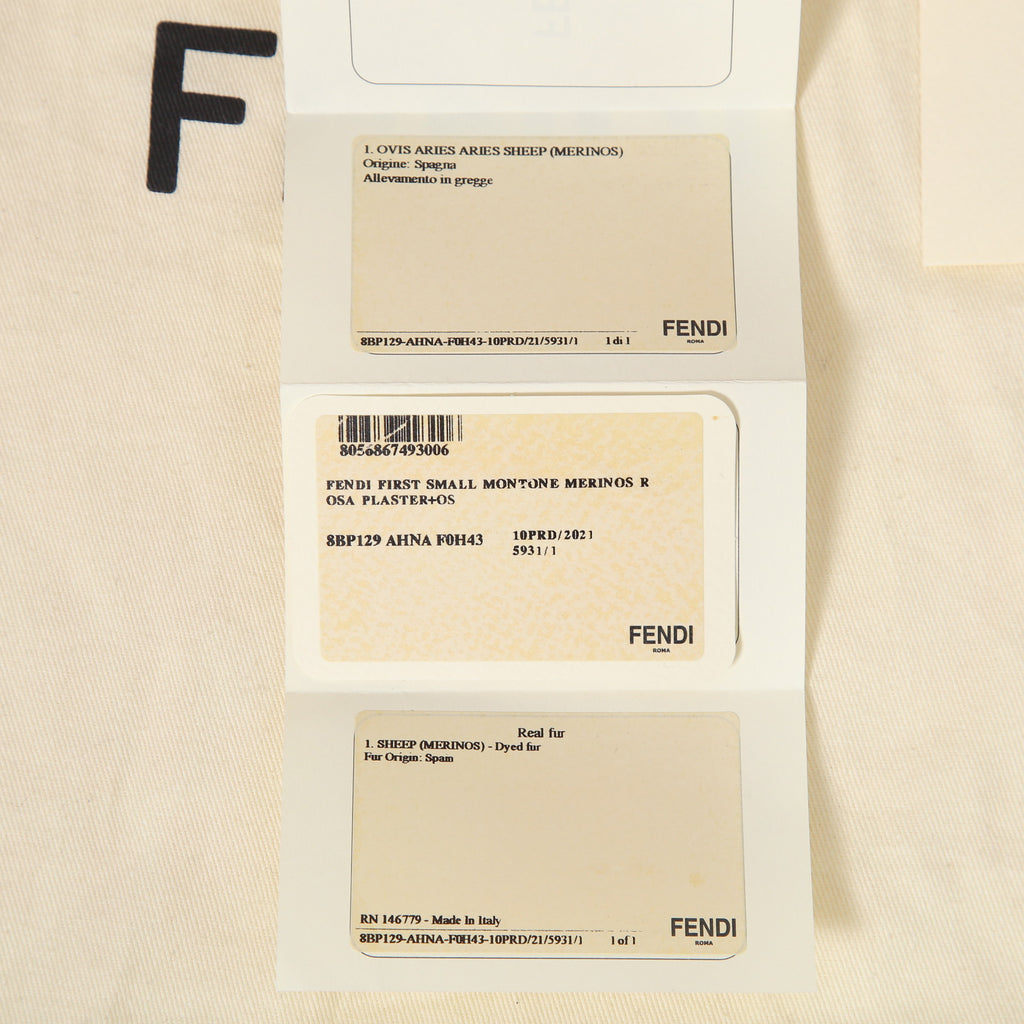 F
1. OVIS ARIES ARIES SHEEP (MERINOS)
Origine: Spagna
Allevamento in gregge
8BP129-AHNA-F0H43-10PRD/21/5931/1 1 di 1
FENDI
ROMA
8056867493006
FENDI FIRST SMALL MONTONE MERINOS R
OSA PLASTER+OS
8BP129 AHNA F0H43 10PRD/2021
5931/1
FENDI
ROMA
Real fur
1. SHEEP (MERINOS) - Dyed fur
Fur Origin: Spain
RN 146779 - Made In Italy
8BP129-AHNA-F0H43-10PRD/21/5931/1 1 of 1
FENDI
ROMA